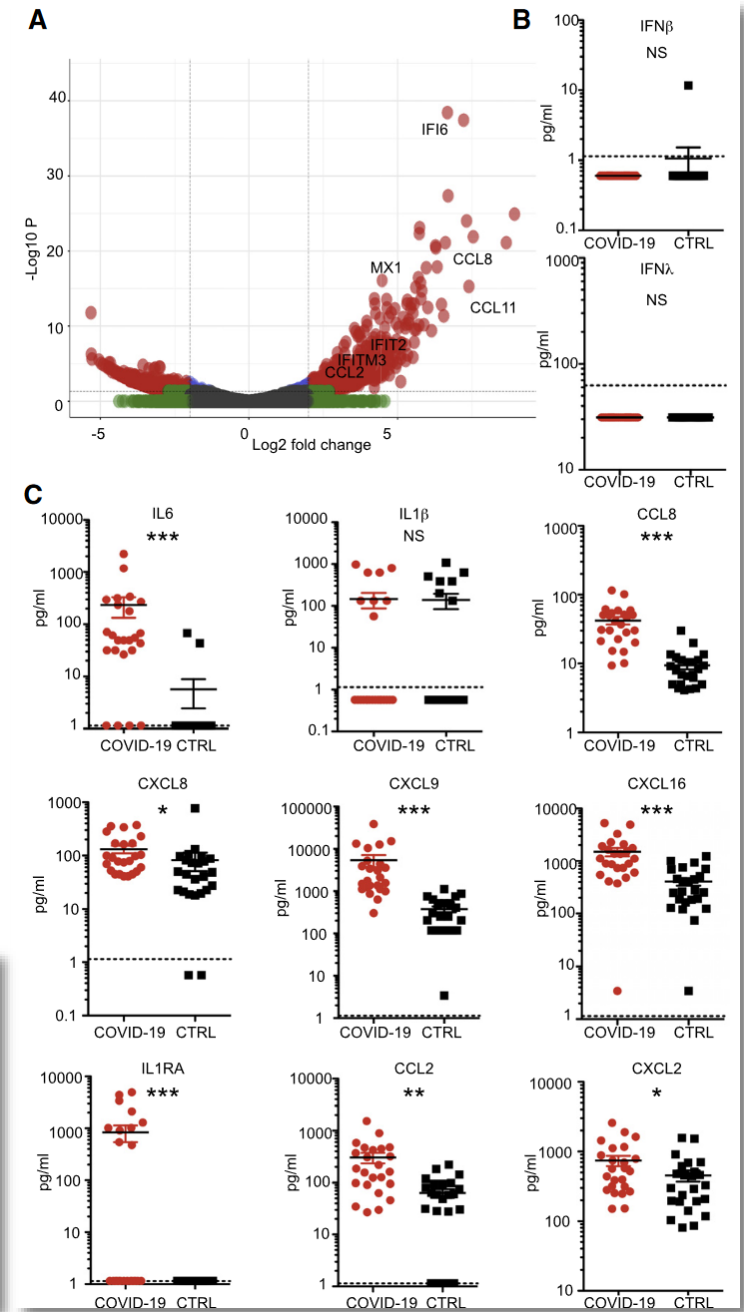 A
-Log10 P
40
30
20
10
0
-5
0
5
Log2 fold change
IFI6
CCL8
MX1
CCL11
IFIT2
IFITM3
CCL2
B
IFNβ
NS
pg/ml
100
10
1
0.1
COVID-19 CTRL
IFNλ
NS
pg/ml
1000
100
10
COVID-19 CTRL
C
IL6
***
pg/ml
10000
1000
100
10
1
COVID-19 CTRL
IL1β
NS
pg/ml
10000
1000
100
10
1
0.1
COVID-19 CTRL
CCL8
***
pg/ml
1000
100
10
1
COVID-19 CTRL
CXCL8
*
pg/ml
1000
100
10
1
0.1
COVID-19 CTRL
CXCL9
***
pg/ml
100000
10000
1000
100
10
1
COVID-19 CTRL
CXCL16
***
pg/ml
10000
1000
100
10
1
COVID-19 CTRL
IL1RA
***
pg/ml
10000
1000
100
10
1
COVID-19 CTRL
CCL2
**
pg/ml
10000
1000
100
10
1
COVID-19 CTRL
CXCL2
*
pg/ml
10000
1000
100
10
COVID-19 CTRL